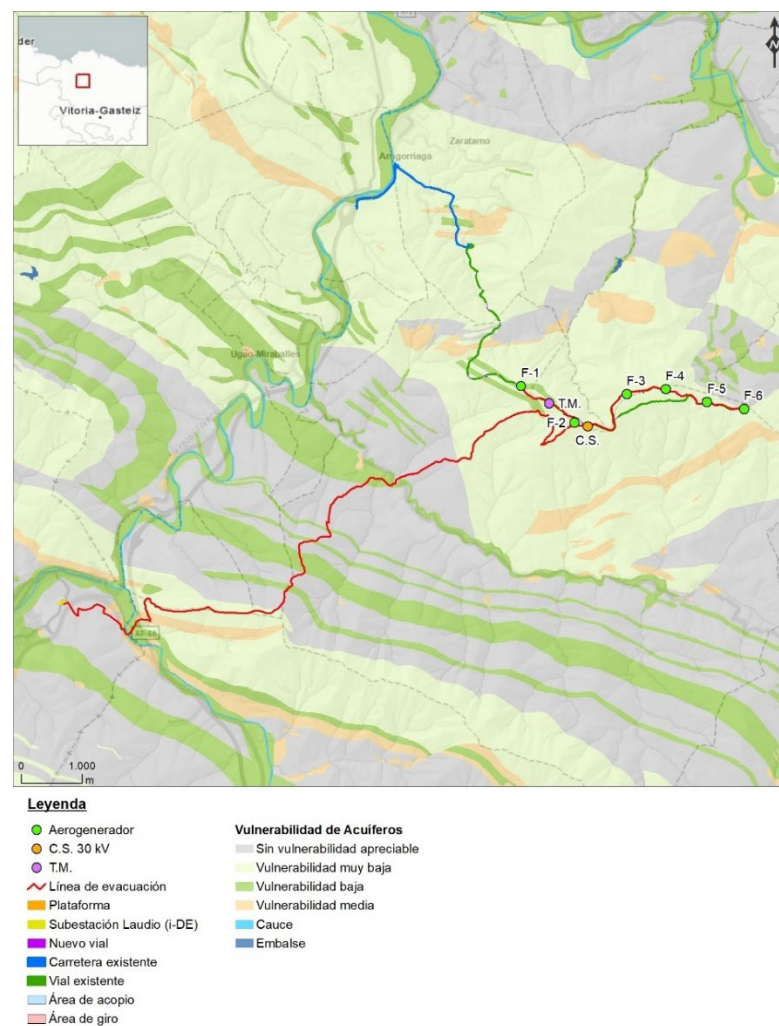 der
Vitoria-Gasteiz
Zaratamo
Arrigorriaga
Ugao-Miraballes
F-1
T.M.
F-2
C.S.
F-3
F-4
F-5
F-6
AP-68
0 1.000
m
Leyenda
Aerogenerador
C.S. 30 kV
T.M.
Línea de evacuación
Plataforma
Subestación Laudio (i-DE)
Nuevo vial
Carretera existente
Vial existente
Área de acopio
Área de giro
Vulnerabilidad de Acuíferos
Sin vulnerabilidad apreciable
Vulnerabilidad muy baja
Vulnerabilidad baja
Vulnerabilidad media
Cauce
Embalse